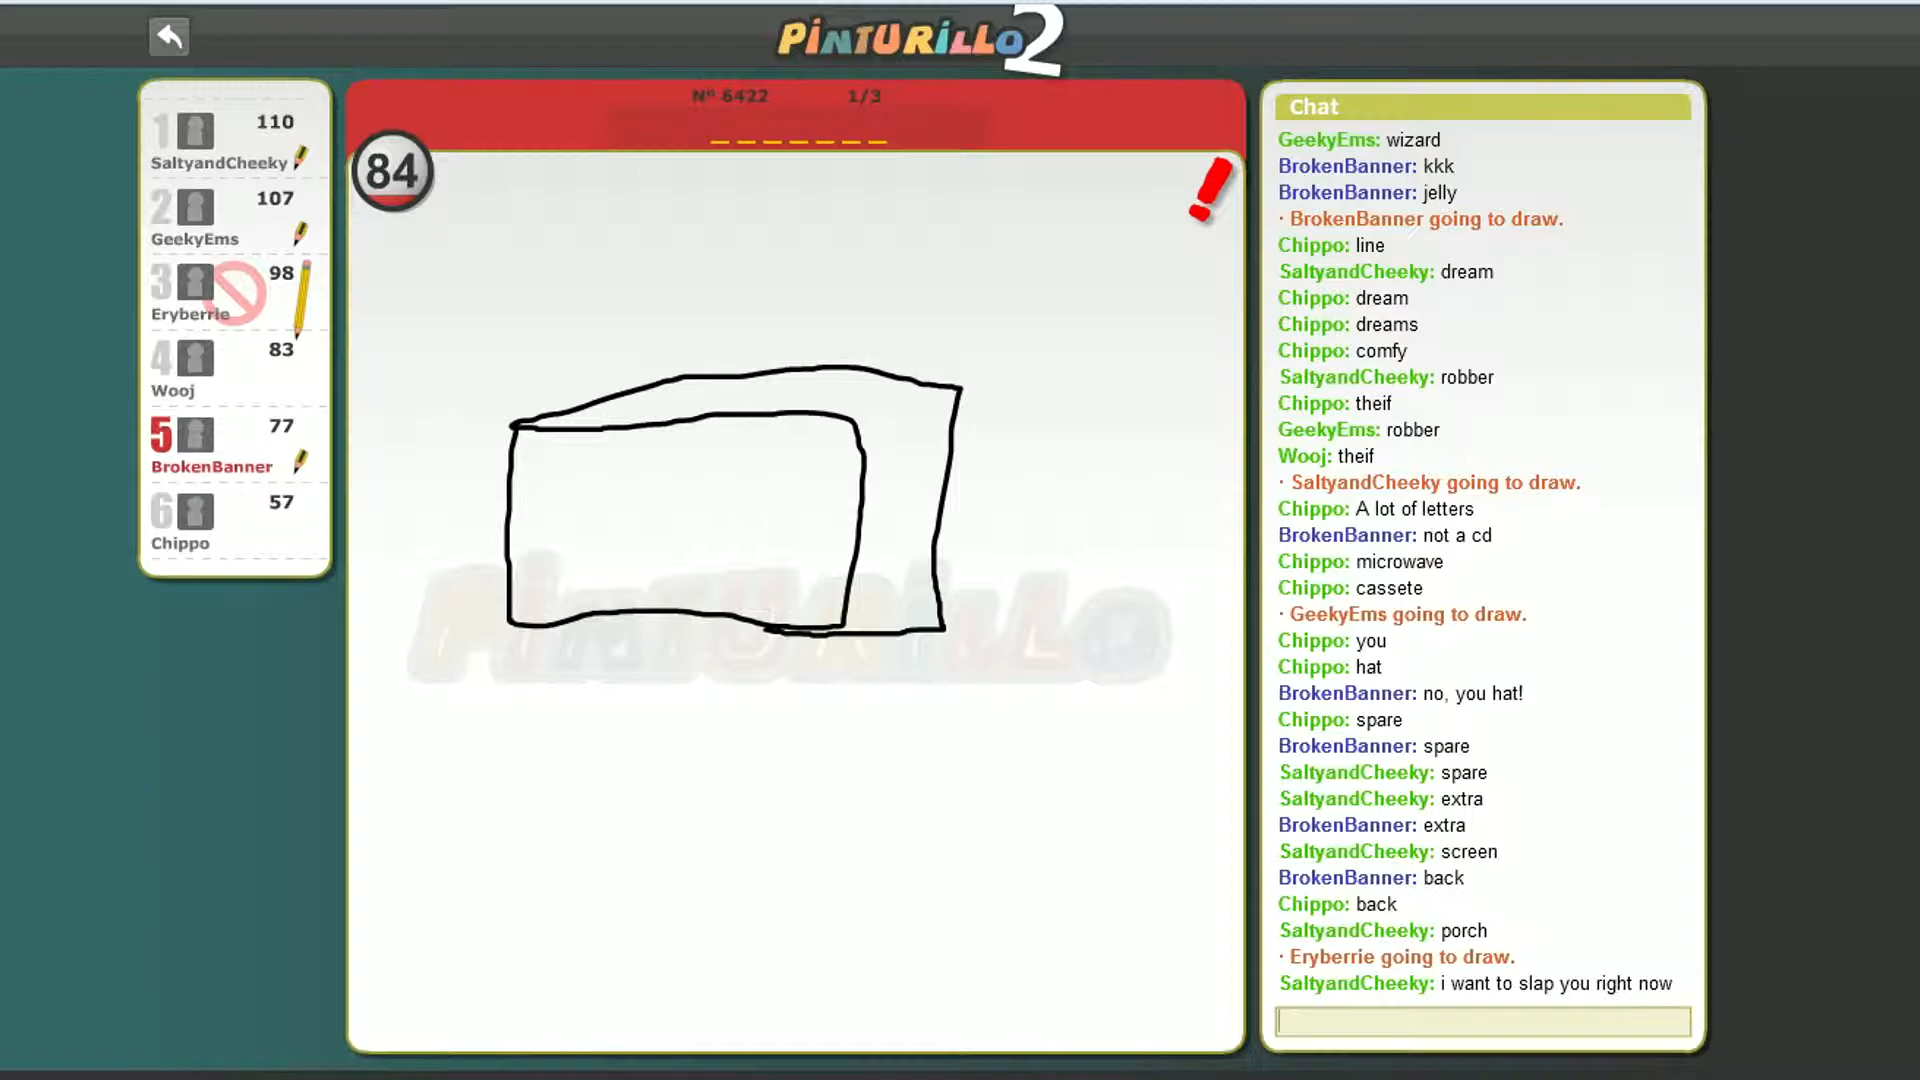 PINTURILLO 2
Nº 6422 1/3
84
1 110
SaltyandCheeky
2 107
GeekyEms
3 98
Eryberrie
4 83
Wooj
5 77
BrokenBanner
6 57
Chippo
PINTURILLO
Chat
GeekyEms: wizard
BrokenBanner: kkk
BrokenBanner: jelly
· BrokenBanner going to draw.
Chippo: line
SaltyandCheeky: dream
Chippo: dream
Chippo: dreams
Chippo: comfy
SaltyandCheeky: robber
Chippo: theif
GeekyEms: robber
Wooj: theif
· SaltyandCheeky going to draw.
Chippo: A lot of letters
BrokenBanner: not a cd
Chippo: microwave
Chippo: cassete
· GeekyEms going to draw.
Chippo: you
Chippo: hat
BrokenBanner: no, you hat!
Chippo: spare
BrokenBanner: spare
SaltyandCheeky: spare
SaltyandCheeky: extra
BrokenBanner: extra
SaltyandCheeky: screen
BrokenBanner: back
Chippo: back
SaltyandCheeky: porch
· Eryberrie going to draw.
SaltyandCheeky: i want to slap you right now